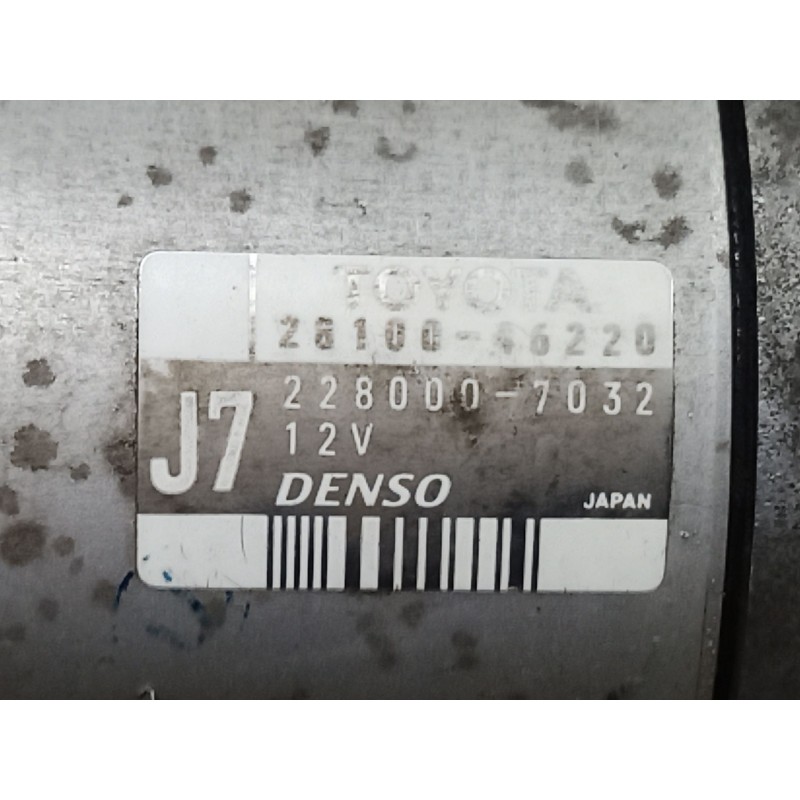 TOYOTA
28100-46220
J7
228000-7032
12V
DENSO
JAPAN